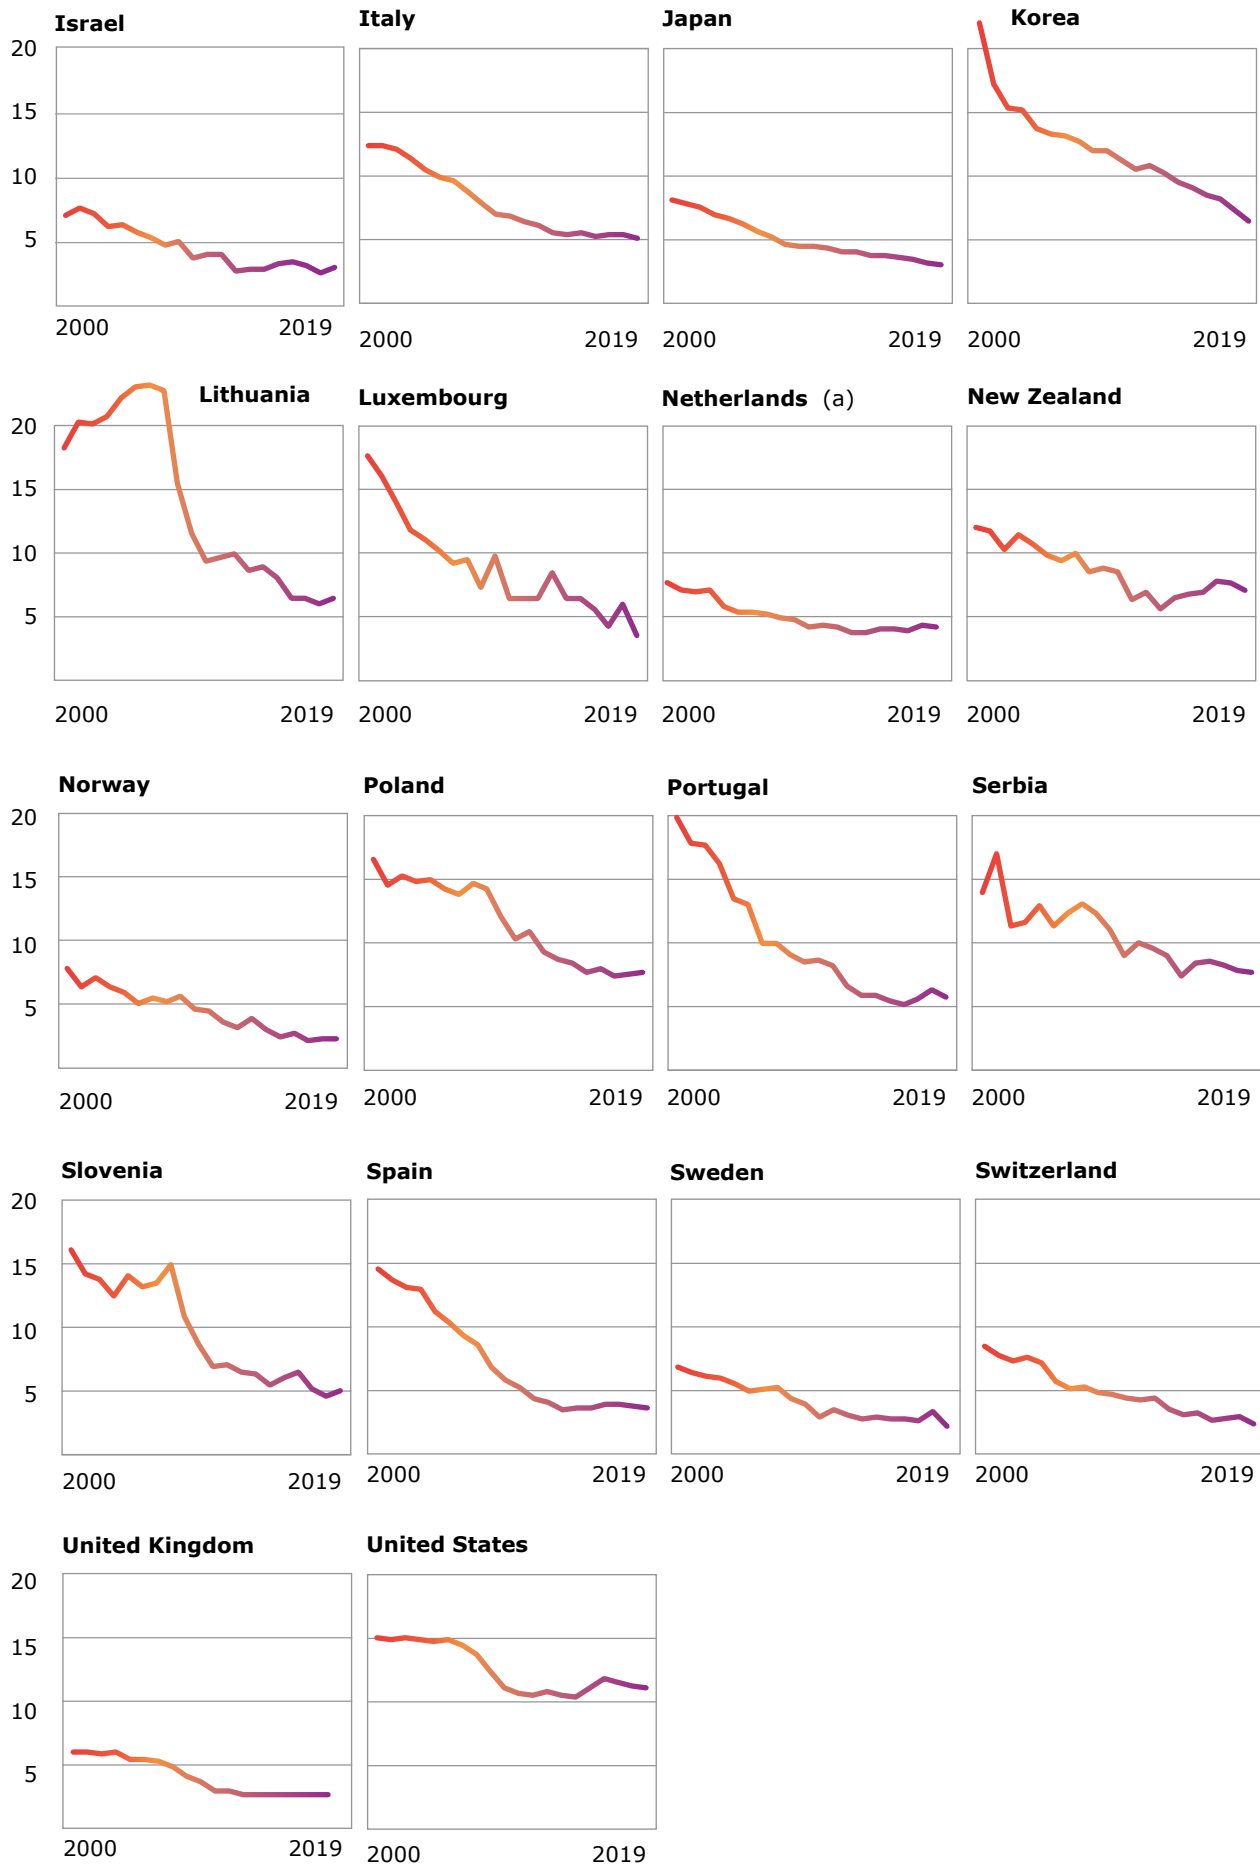 Israel Italy Japan Korea
20
15
10
5
2000 2019 2000 2019 2000 2019 2000 2019
Lithuania Luxembourg Netherlands (a) New Zealand
20
15
10
5
2000 2019 2000 2019 2000 2019 2000 2019
Norway Poland Portugal Serbia
20
15
10
5
2000 2019 2000 2019 2000 2019 2000 2019
Slovenia Spain Sweden Switzerland
20
15
10
5
2000 2019 2000 2019 2000 2019 2000 2019
United Kingdom United States
20
15
10
5
2000 2019 2000 2019